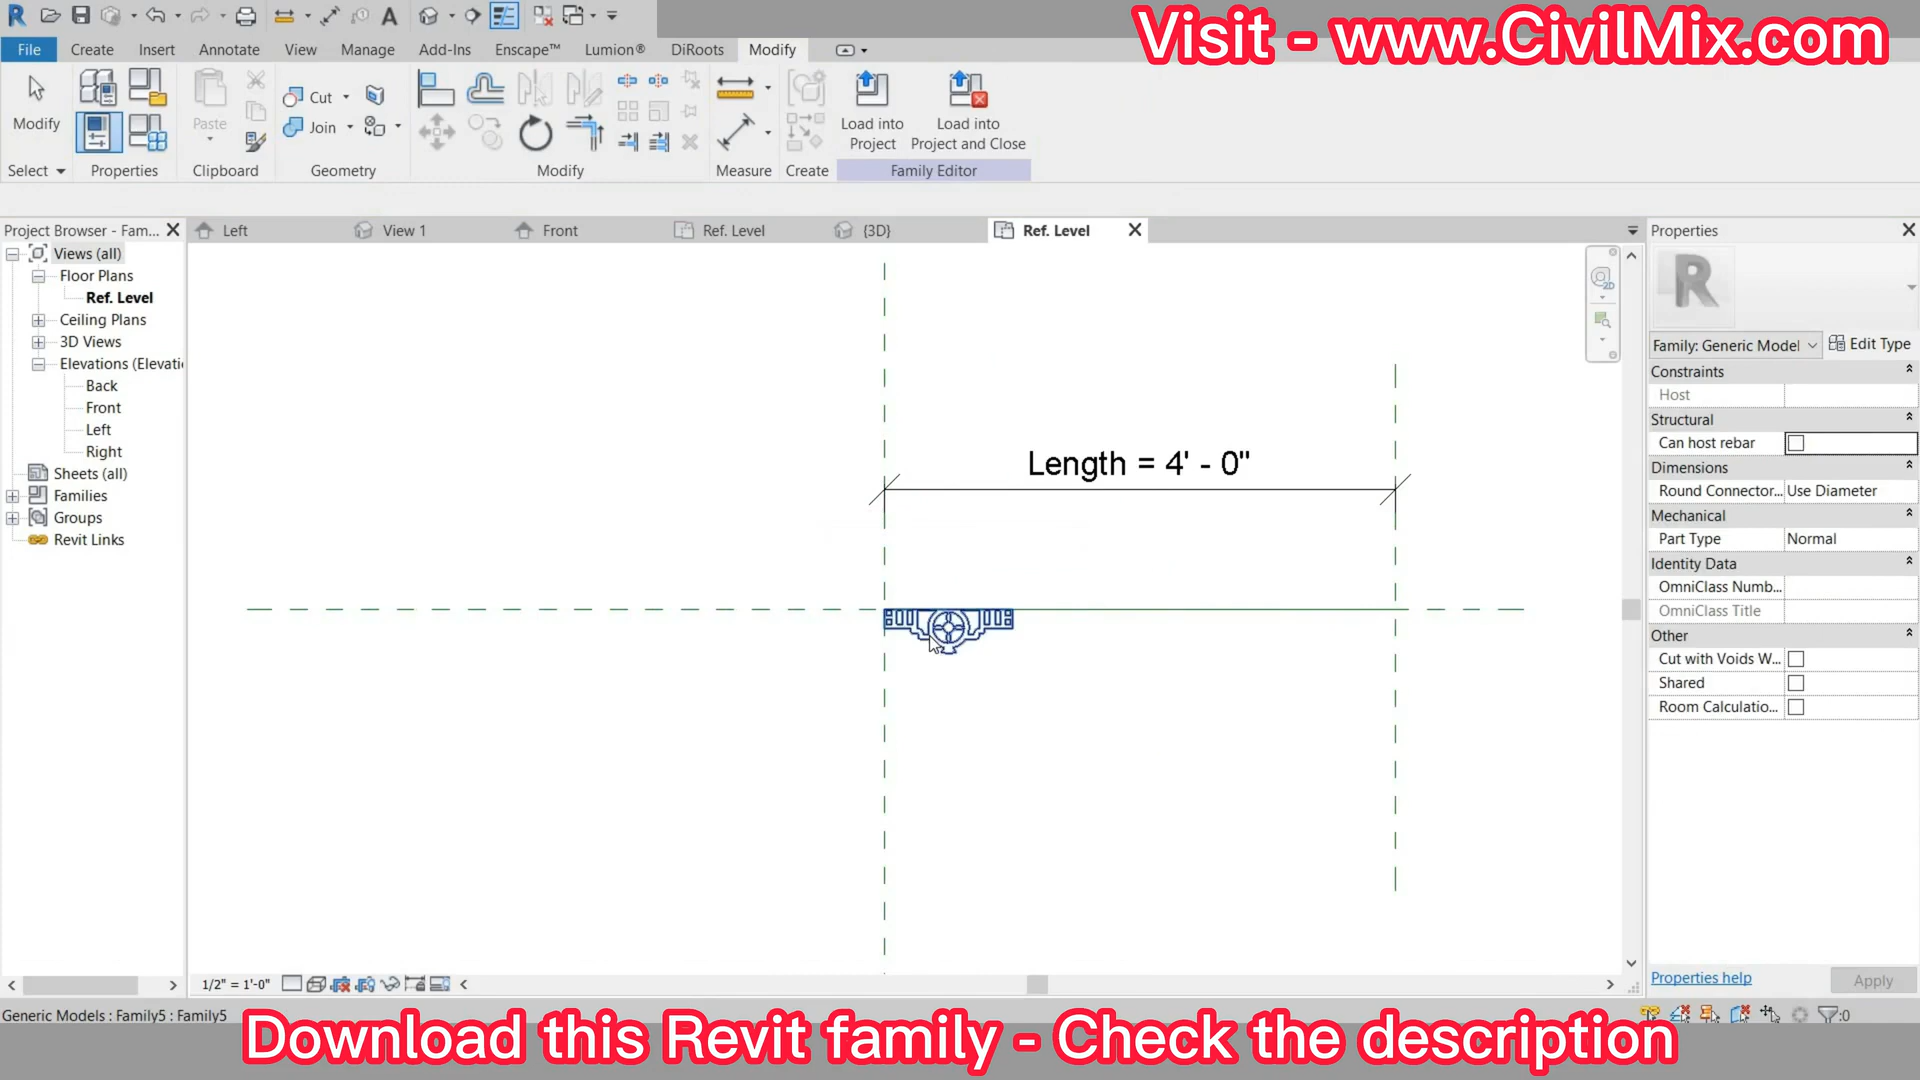 Visit - www.CivilMix.com
File Create Insert Annotate View Manage Add-Ins Enscape™ Lumion® DiRoots Modify
Modify
Paste
Cut
Join
Load into Project
Load into Project and Close
Select Properties Clipboard Geometry Modify Measure Create Family Editor
Project Browser - Fam...
Left View 1 Front Ref. Level {3D} Ref. Level
Properties
Views (all)
Floor Plans
Ref. Level
Ceiling Plans
3D Views
Elevations (Elevati
Back
Front
Left
Right
Sheets (all)
Families
Groups
Revit Links
2D
Length = 4' - 0"
R
Family: Generic Model Edit Type
Constraints
Host
Structural
Can host rebar
Dimensions
Round Connector... Use Diameter
Mechanical
Part Type Normal
Identity Data
OmniClass Numb...
OmniClass Title
Other
Cut with Voids W...
Shared
Room Calculatio...
Properties help Apply
1/2" = 1'-0"
Generic Models : Family5 : Family5
:0
Download this Revit family - Check the description